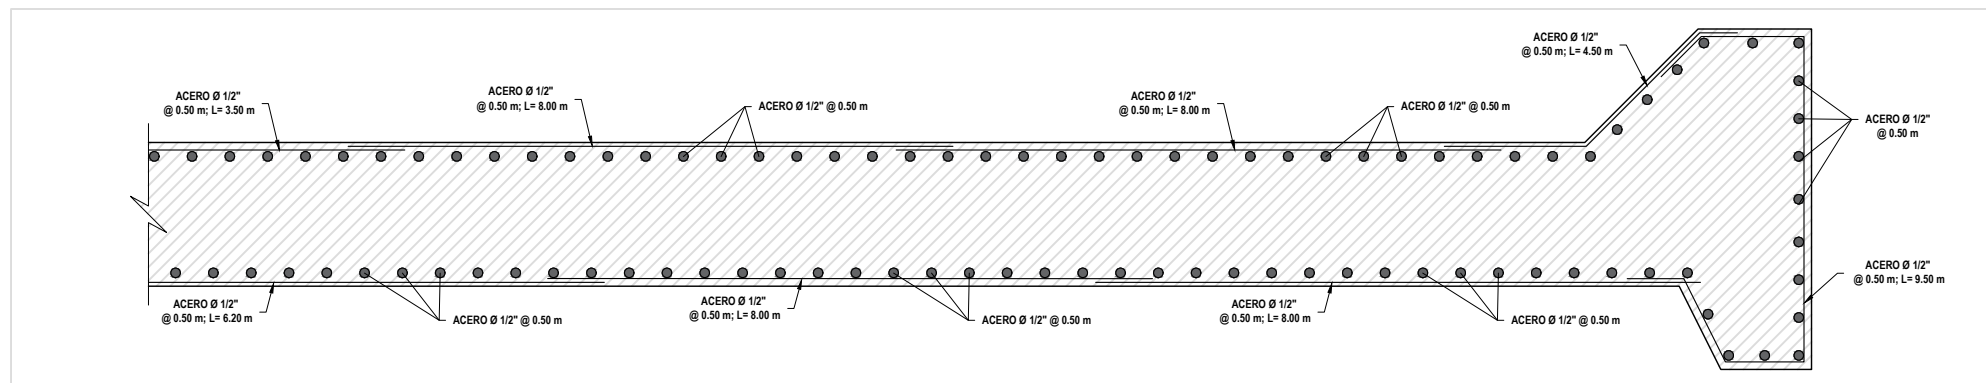 ACERO Ø 1/2"
@ 0.50 m; L= 4.50 m
ACERO Ø 1/2"
@ 0.50 m; L= 3.50 m
ACERO Ø 1/2"
@ 0.50 m; L= 8.00 m
ACERO Ø 1/2" @ 0.50 m
ACERO Ø 1/2"
@ 0.50 m; L= 8.00 m
ACERO Ø 1/2" @ 0.50 m
ACERO Ø 1/2"
@ 0.50 m
ACERO Ø 1/2"
@ 0.50 m; L= 9.50 m
ACERO Ø 1/2"
@ 0.50 m; L= 6.20 m
ACERO Ø 1/2" @ 0.50 m
ACERO Ø 1/2"
@ 0.50 m; L= 8.00 m
ACERO Ø 1/2" @ 0.50 m
ACERO Ø 1/2"
@ 0.50 m; L= 8.00 m
ACERO Ø 1/2" @ 0.50 m